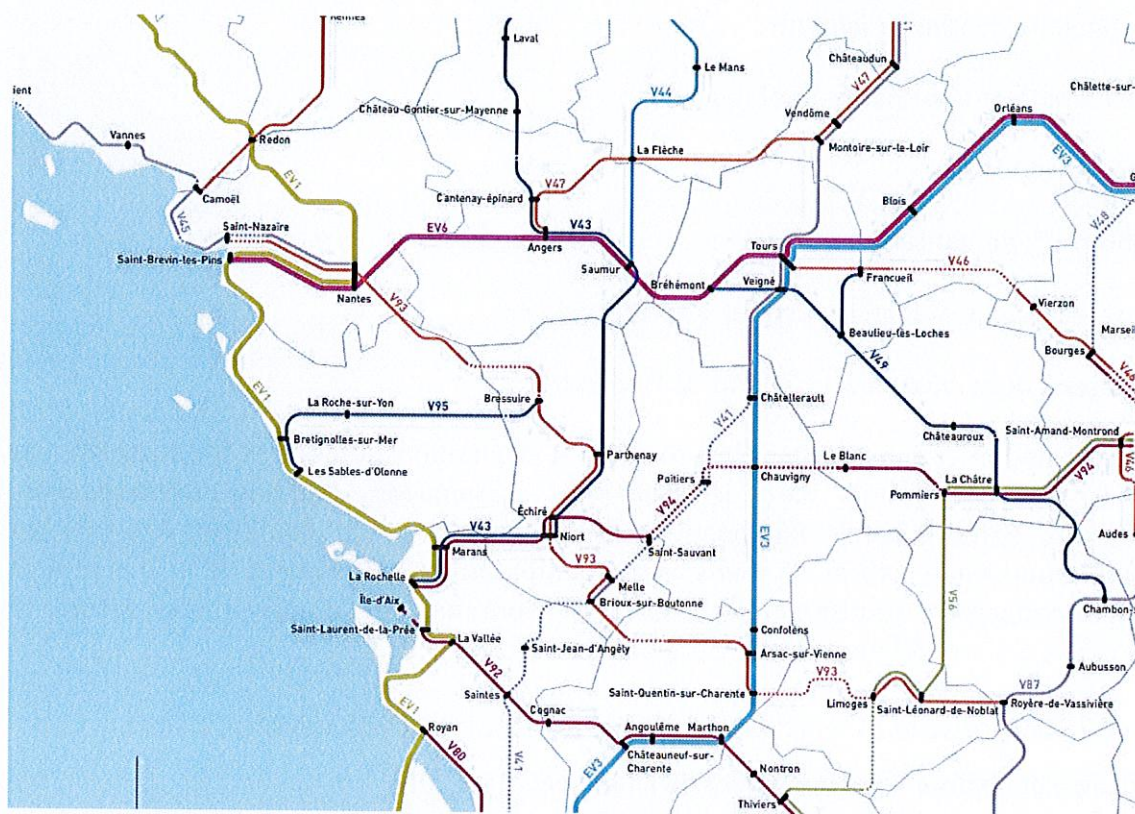 Laval
Châteaudun
V47
V44
Le Mans
Châlette-sur-
ient
Château-Gontier-sur-Mayenne
Vendôme
Orléans
Vannes
Redon
La Flèche
Montoire-sur-le-Loir
EV3
EV1
V47
Camoël
Cantenay-épinard
Blois
V45
V48
Saint-Nazaire
EV6
V43
Angers
Tours
Saint-Brevin-les-Pins
Saumur
V46
Francueil
Nantes
V93
Bréhémont
Veigné
Vierzon
Beaulieu-lès-Loches
Marseil
Bourges
V49
V46
EV1
Châtellerault
La Roche-sur-Yon
V95
Bressuire
V41
Bretignolles-sur-Mer
Châteauroux
Saint-Amand-Montrond
Parthenay
Le Blanc
Les Sables-d'Olonne
Poitiers
Chauvigny
La Châtre
V94
V46
Pommiers
V94
Échiré
V43
Niort
EV3
Audes
Marans
Saint-Sauvant
V93
La Rochelle
Melle
V56
Île-d'Aix
Brioux-sur-Boutonne
Chambon-s
Saint-Laurent-de-la-Prée
La Vallée
Confolens
Saint-Jean-d'Angély
Arsac-sur-Vienne
V92
V93
Aubusson
Saintes
Saint-Quentin-sur-Charente
V87
EV1
Cognac
Limoges
Saint-Léonard-de-Noblat
Royère-de-Vassivière
Royan
Angoulême
Marthon
V80
V41
EV3
Châteauneuf-sur-
Charente
Nontron
Thiviers